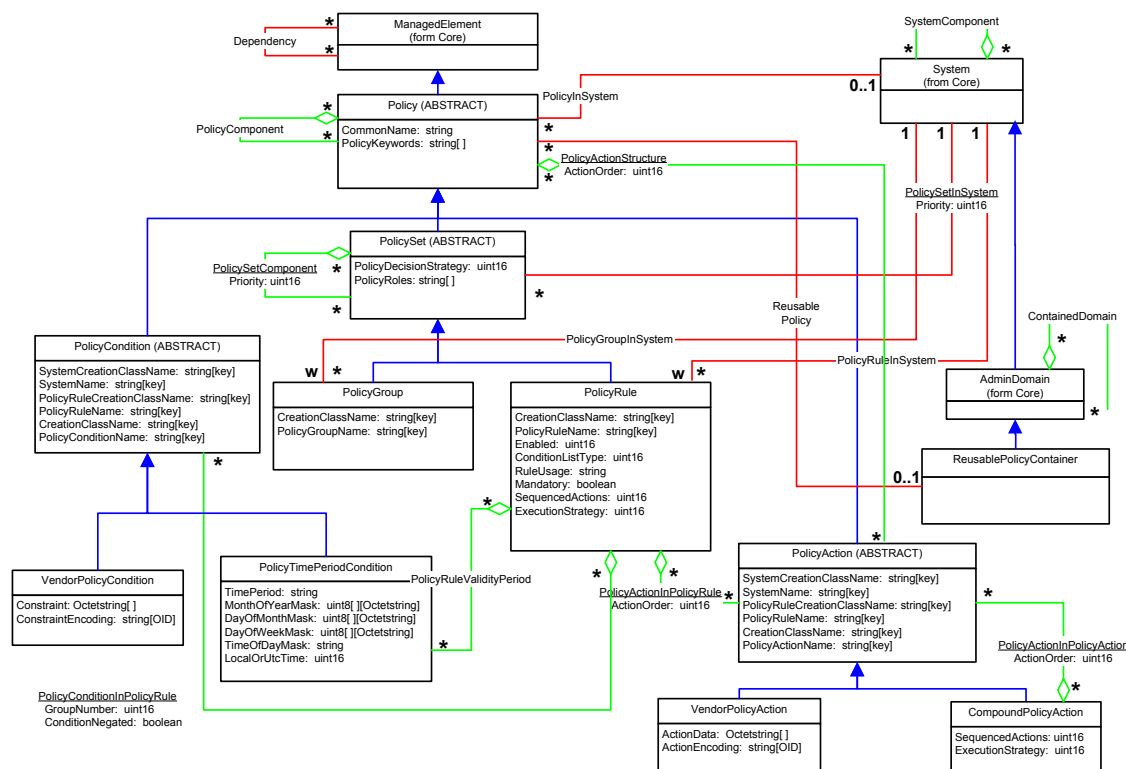 SystemComponent
*
ManagedElement
(form Core)
Dependency
*
*
*
System
(from Core)
0..1
Policy (ABSTRACT)
CommonName: string
PolicyKeywords: string[ ]
*
PolicyComponent
*
PolicyInSystem
*
*
*
PolicyActionStructure
ActionOrder: uint16
1
1
1
PolicySetInSystem
Priority: uint16
PolicySet (ABSTRACT)
PolicyDecisionStrategy: uint16
PolicyRoles: string[ ]
PolicySetComponent
Priority: uint16
*
*
*
Reusable
Policy
ContainedDomain
*
PolicyGroupInSystem
PolicyRuleInSystem
PolicyCondition (ABSTRACT)
SystemCreationClassName: string[key]
SystemName: string[key]
PolicyRuleCreationClassName: string[key]
PolicyRuleName: string[key]
CreationClassName: string[key]
PolicyConditionName: string[key]
*
w
*
PolicyGroup
CreationClassName: string[key]
PolicyGroupName: string[key]
w
*
PolicyRule
CreationClassName: string[key]
PolicyRuleName: string[key]
Enabled: uint16
ConditionListType: uint16
RuleUsage: string
Mandatory: boolean
SequencedActions: uint16
ExecutionStrategy: uint16
AdminDomain
(form Core)
*
ReusablePolicyContainer
0..1
*
*
PolicyAction (ABSTRACT)
SystemCreationClassName: string[key]
SystemName: string[key]
PolicyRuleCreationClassName: string[key]
PolicyRuleName: string[key]
CreationClassName: string[key]
PolicyActionName: string[key]
VendorPolicyCondition
Constraint: Octetstring[ ]
ConstraintEncoding: string[OID]
PolicyTimePeriodCondition
TimePeriod: string
MonthOfYearMask: uint8[ ][Octetstring]
DayOfMonthMask: uint8[ ][Octetstring]
DayOfWeekMask: uint8[ ][Octetstring]
TimeOfDayMask: string
LocalOrUtcTime: uint16
PolicyRuleValidityPeriod
*
*
*
PolicyActionInPolicyRule
ActionOrder: uint16
*
*
PolicyActionInPolicyAction
ActionOrder: uint16
*
PolicyConditionInPolicyRule
GroupNumber: uint16
ConditionNegated: boolean
VendorPolicyAction
ActionData: Octetstring[ ]
ActionEncoding: string[OID]
CompoundPolicyAction
SequencedActions: uint16
ExecutionStrategy: uint16